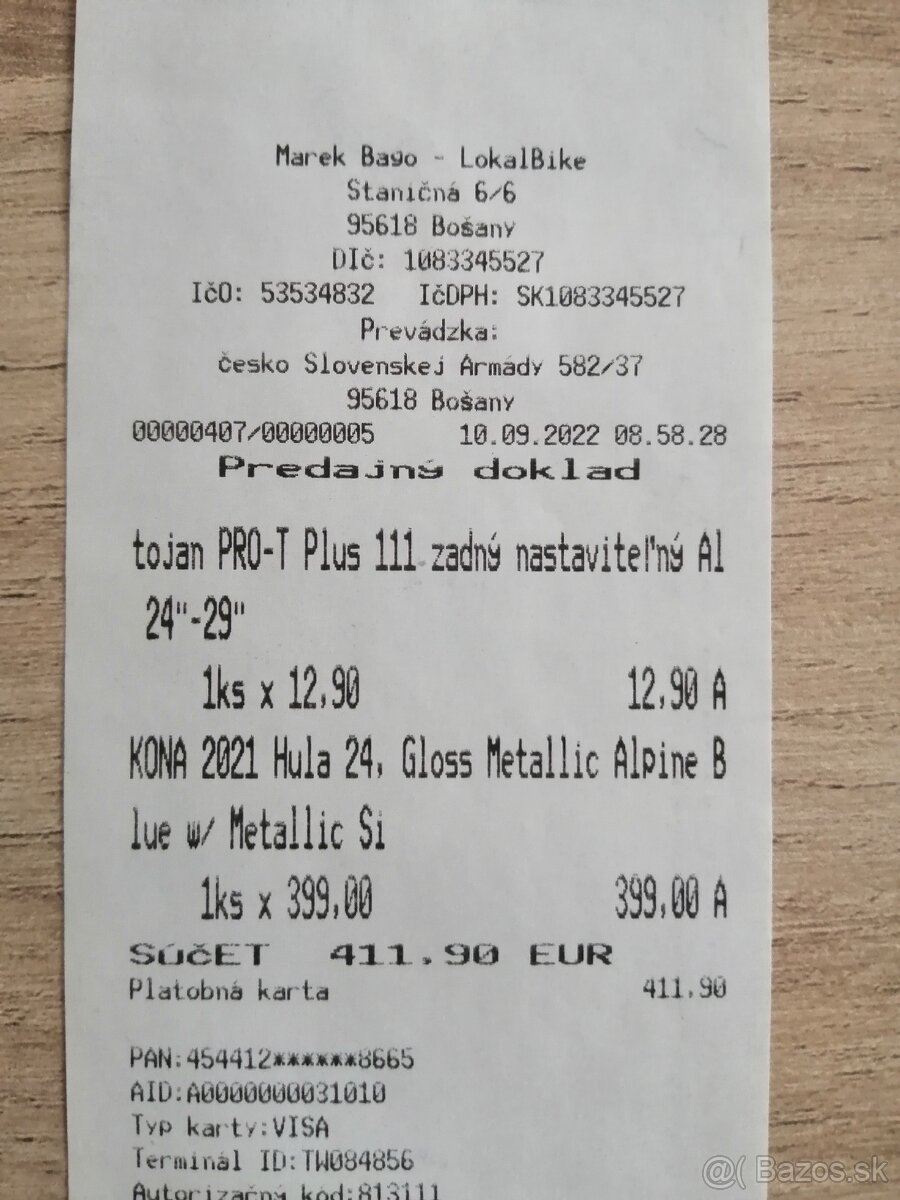 Marek Bago - LokalBike
Staničná 6/6
95618 Bošany
DIč: 1083345527
IčO: 53534832 IčDPH: SK1083345527
Prevádzka:
česko Slovenskej Armády 582/37
95618 Bošany
00000407/00000005 10.09.2022 08.58.28
Predajný doklad
tojan PRO-T Plus 111 zadný nastaviteľný Al
24"-29"
1ks x 12,90 12,90 A
KONA 2021 Hula 24, Gloss Metallic Alpine B
lue w/ Metallic Si
1ks x 399,00 399,00 A
SúčET 411.90 EUR
Platobná karta 411.90
PAN:454412******8665
AID:A0000000031010
Typ karty:VISA
Terminál ID:TW084856
Autorizačný kód:813111
@( Bazos.sk